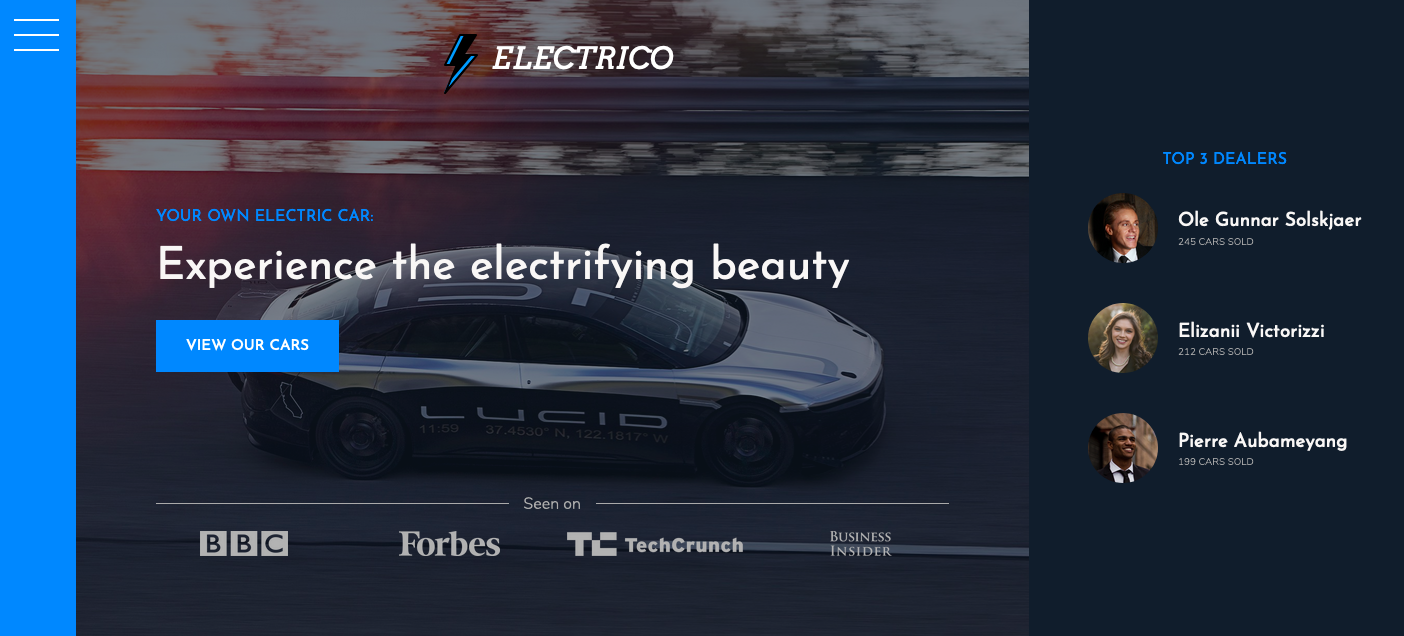 ELECTRICO
YOUR OWN ELECTRIC CAR:
Experience the electrifying beauty
VIEW OUR CARS
LUCID
11:59 37.4530° N, 122.1817° W
Seen on
BBC
Forbes
TC TechCrunch
BUSINESS
INSIDER
TOP 3 DEALERS
Ole Gunnar Solskjaer
245 CARS SOLD
Elizanii Victorizzi
212 CARS SOLD
Pierre Aubameyang
199 CARS SOLD